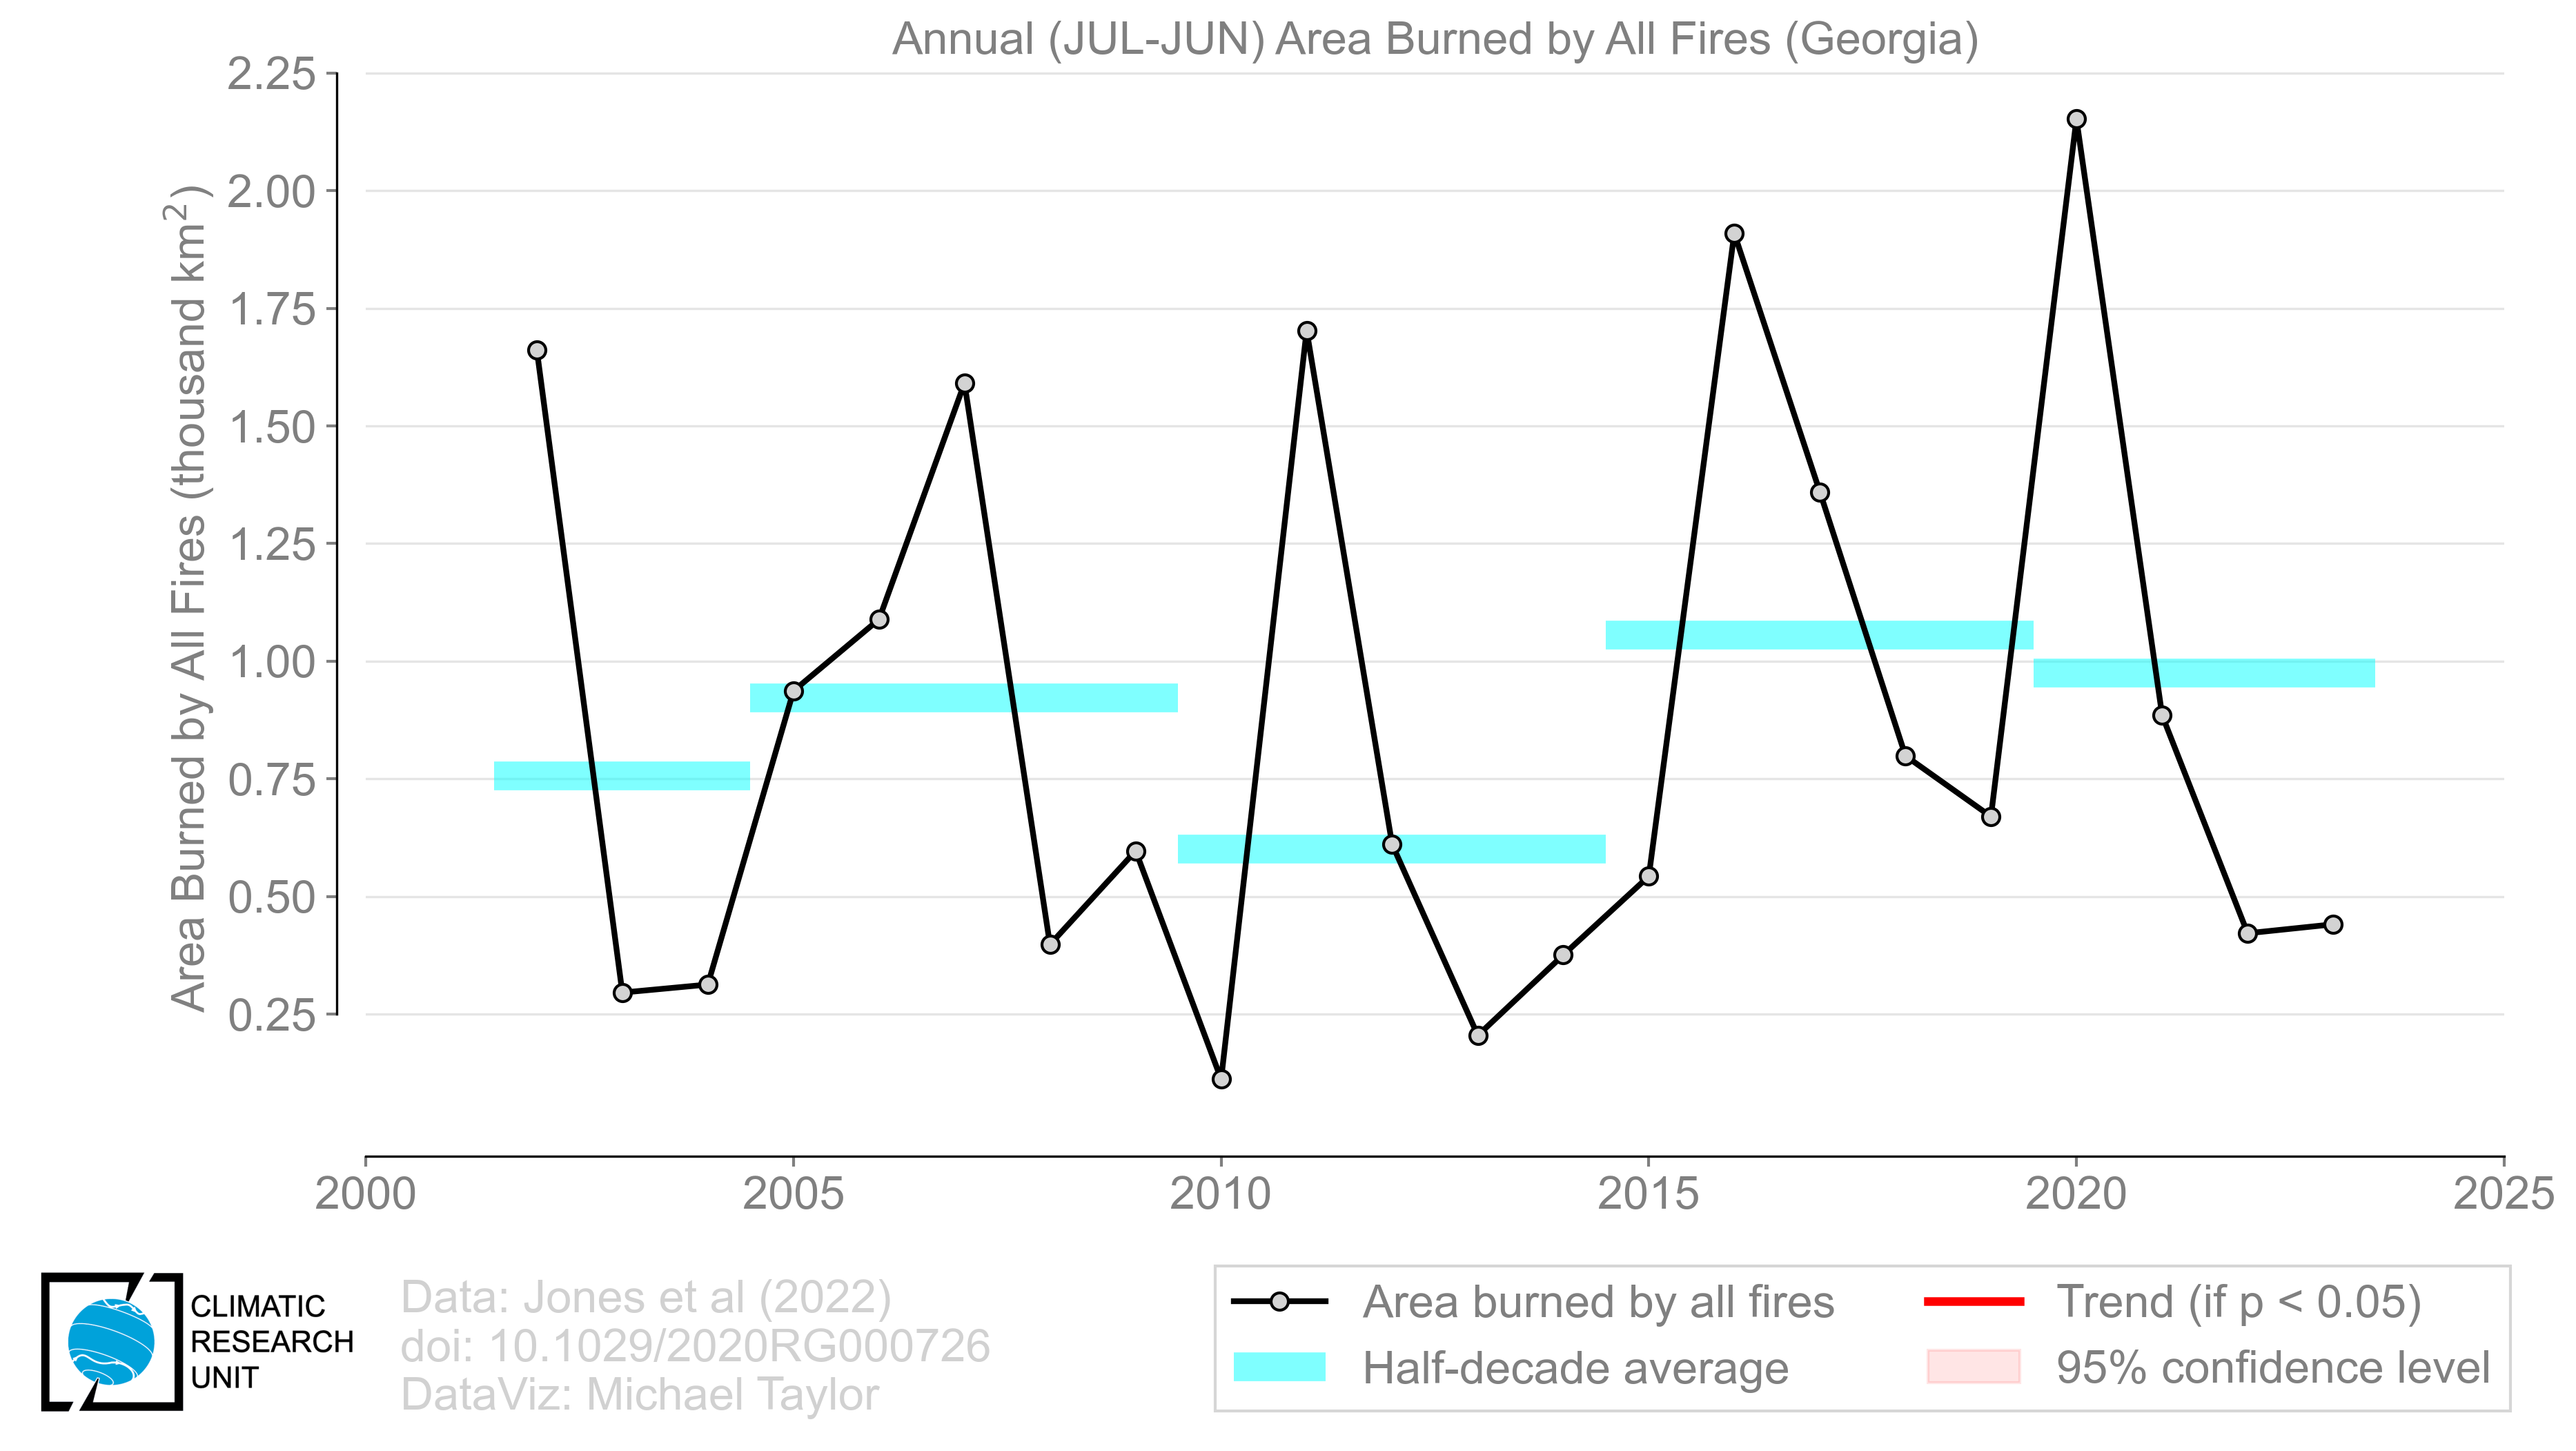 Annual (JUL-JUN) Area Burned by All Fires (Georgia)
Area Burned by All Fires (thousand km²)
2.25
2.00
1.75
1.50
1.25
1.00
0.75
0.50
0.25
2000 2005 2010 2015 2020 2025
CLIMATIC
RESEARCH
UNIT
Data: Jones et al (2022)
doi: 10.1029/2020RG000726
DataViz: Michael Taylor
Area burned by all fires
Half-decade average
Trend (if p < 0.05)
95% confidence level